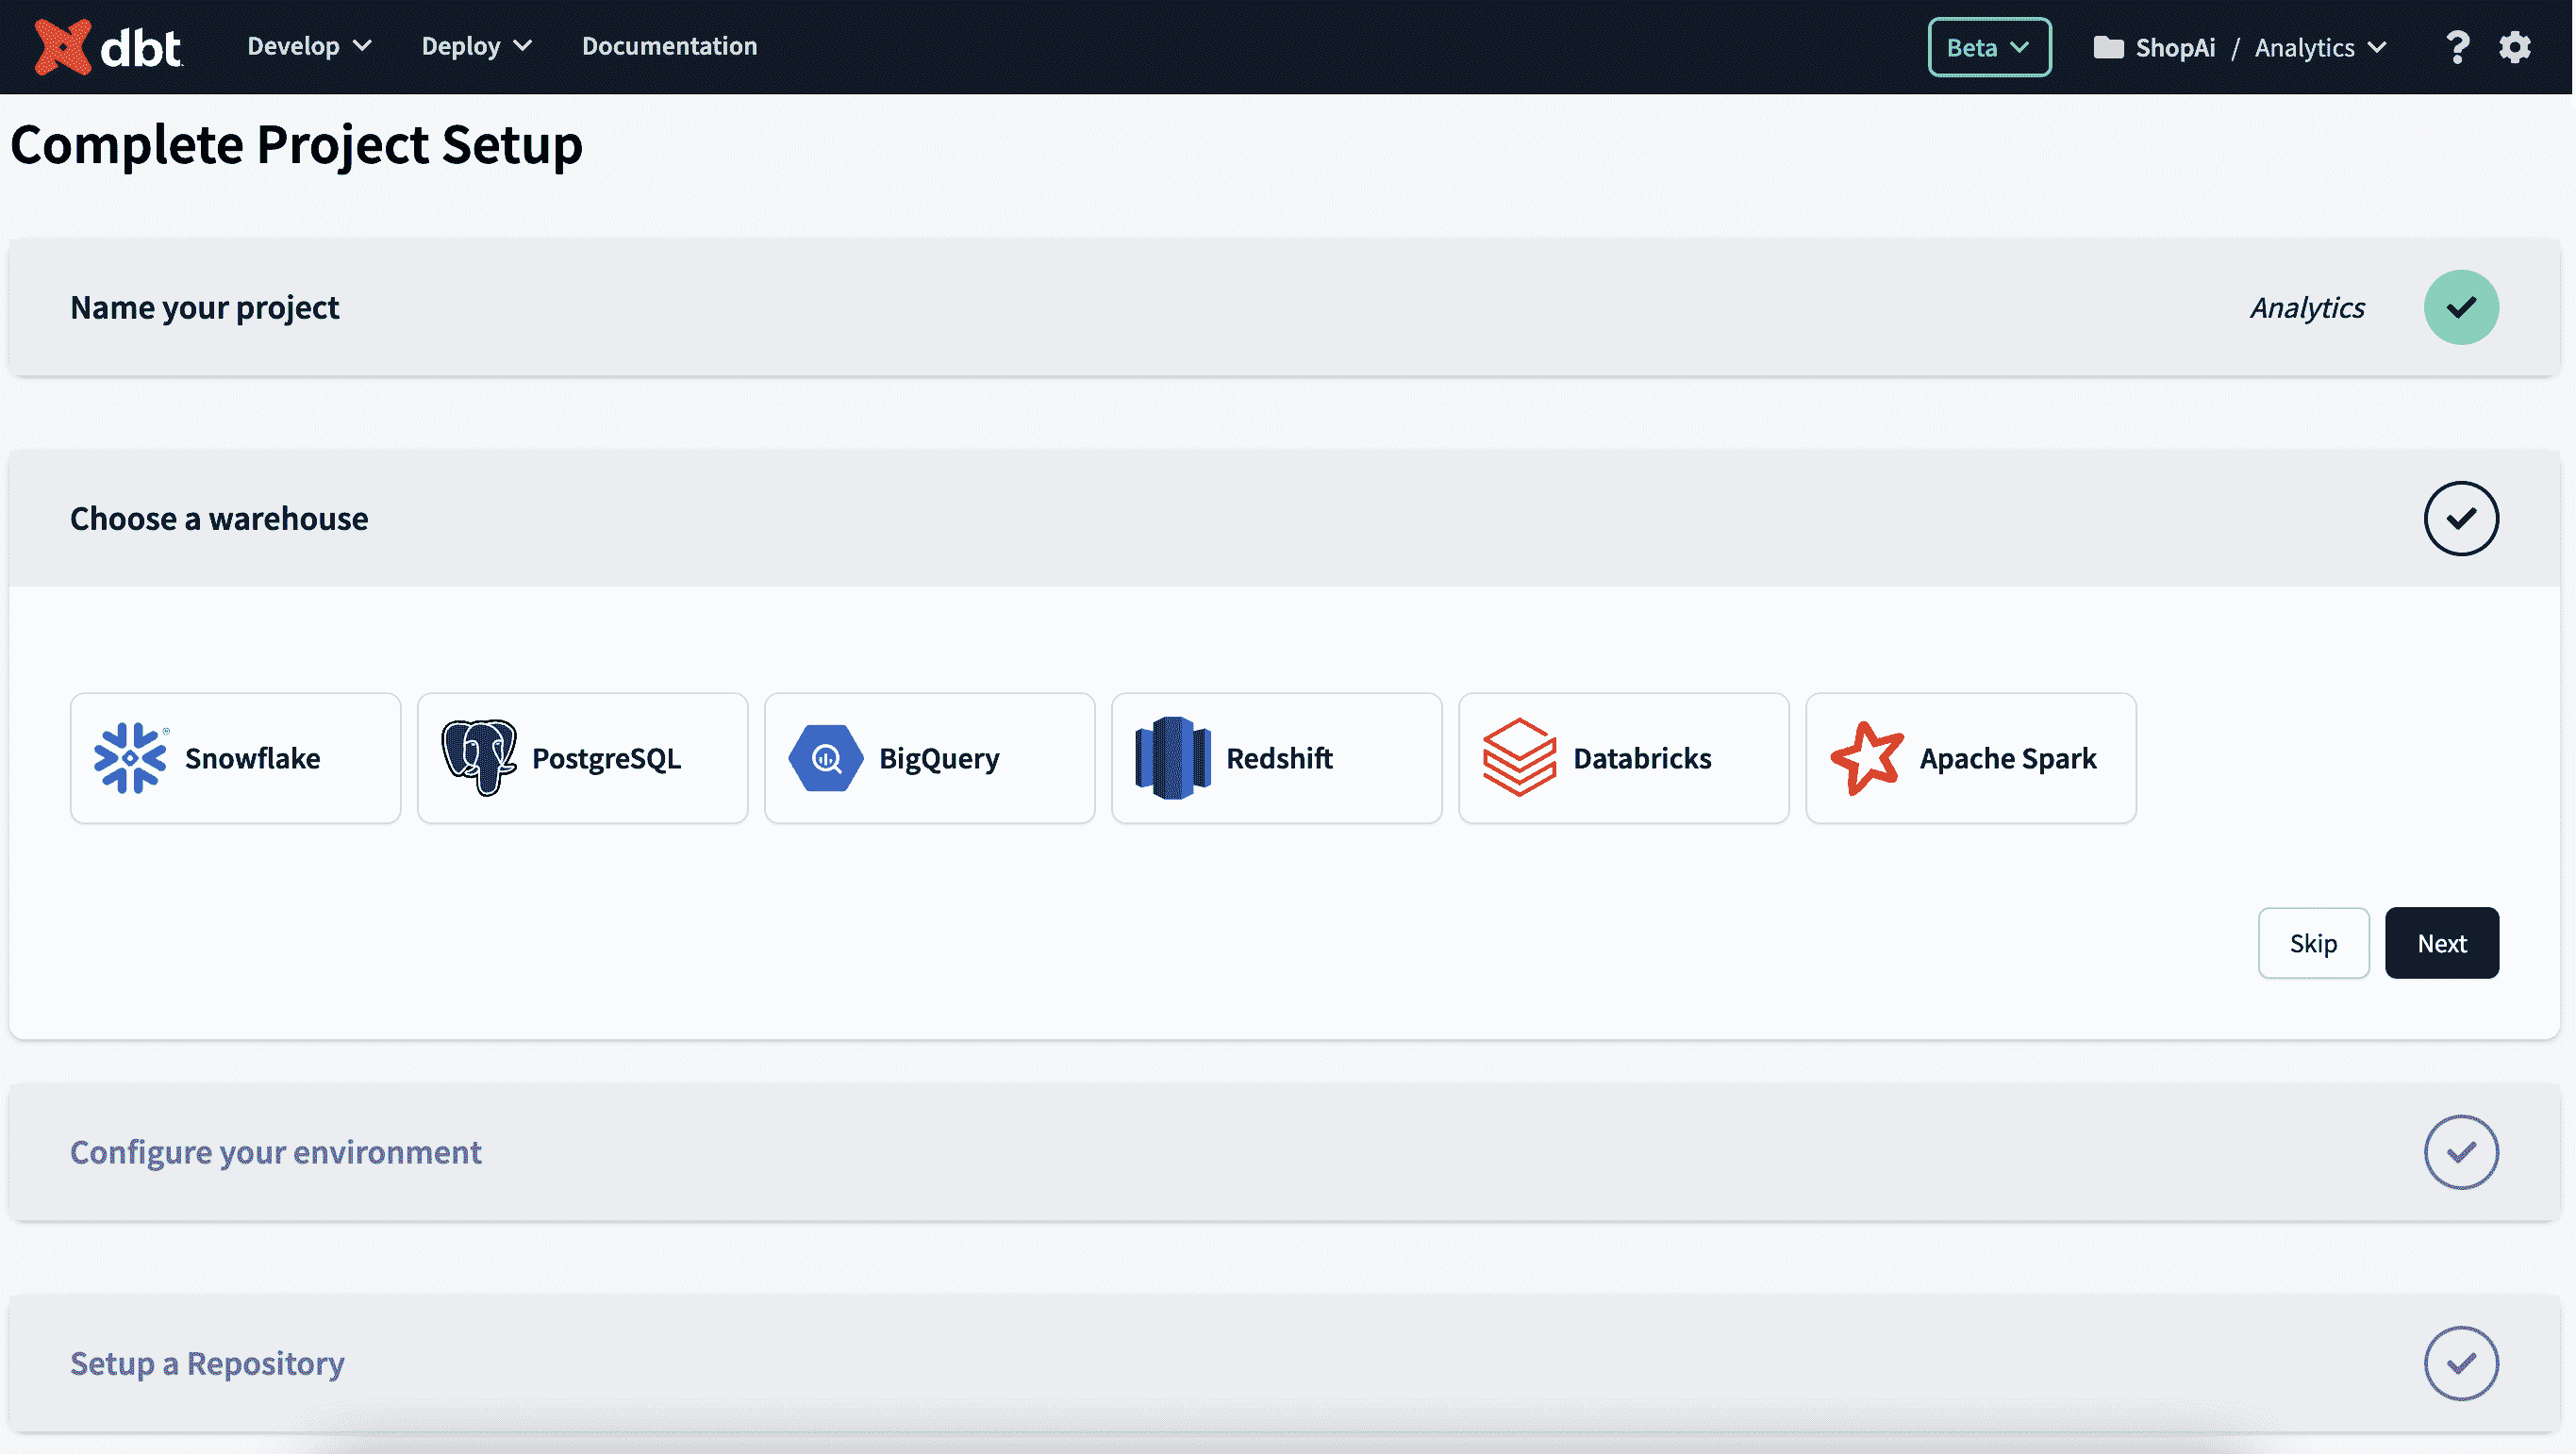 dbt Develop Deploy Documentation Beta ShopAi / Analytics ?
Complete Project Setup
Name your project Analytics
Choose a warehouse
Snowflake PostgreSQL BigQuery Redshift Databricks Apache Spark
Skip Next
Configure your environment
Setup a Repository